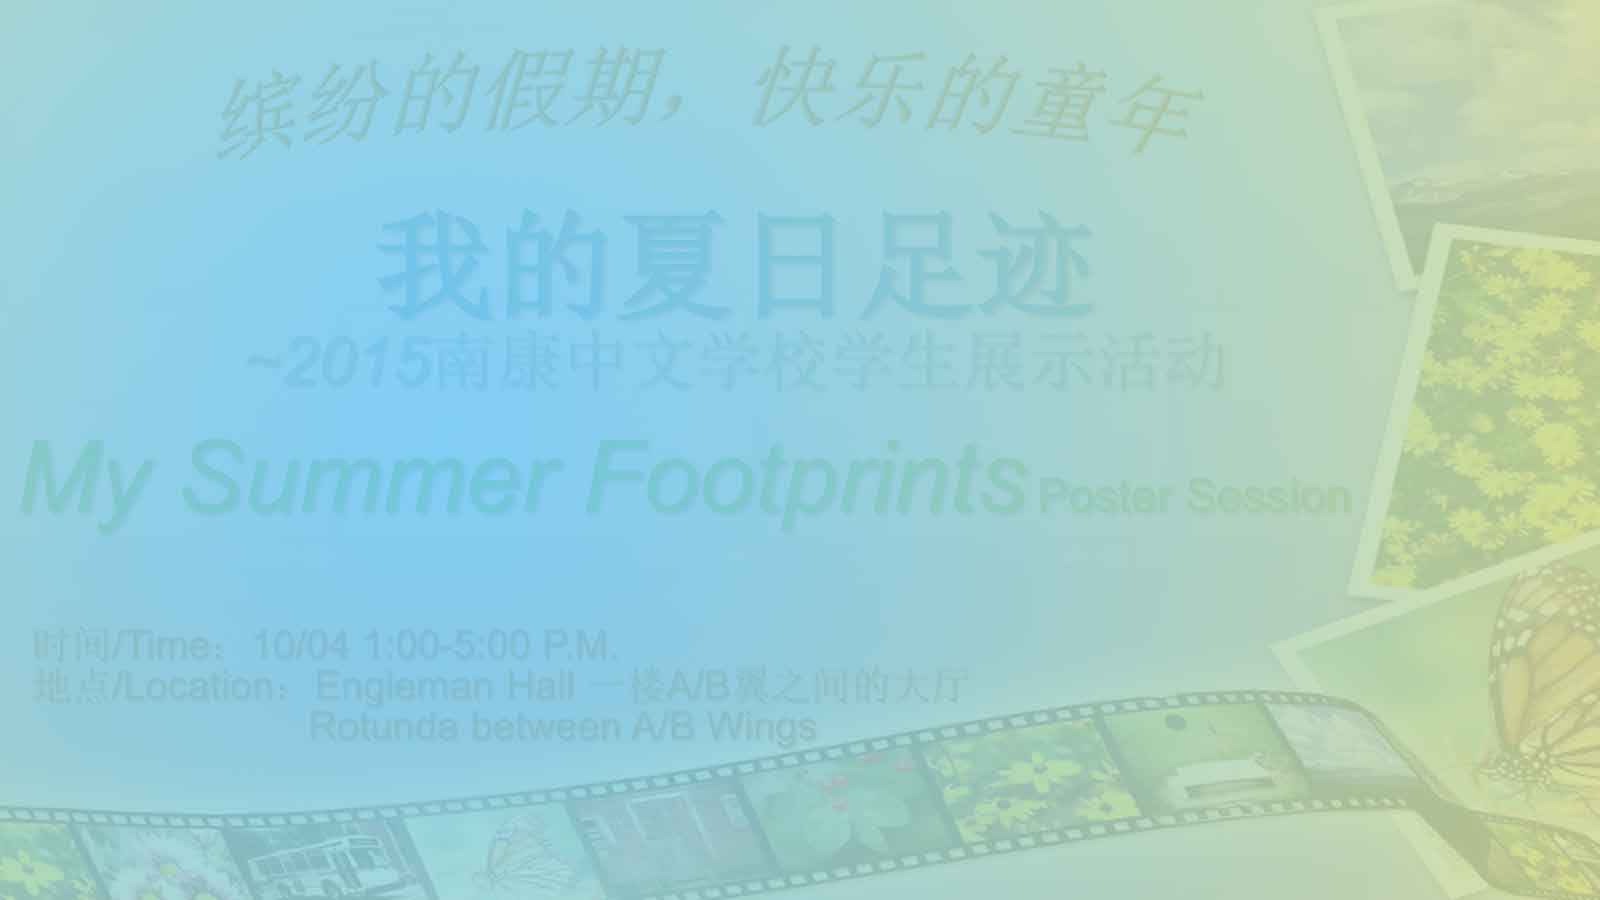 缤纷的假期，快乐的童年
我的夏日足迹
~2015南康中文学校学生展示活动
My Summer Footprints Poster Session
时间/Time：10/04 1:00-5:00 P.M.
地点/Location：Engleman Hall 一楼A/B翼之间的大厅
Rotunda between A/B Wings